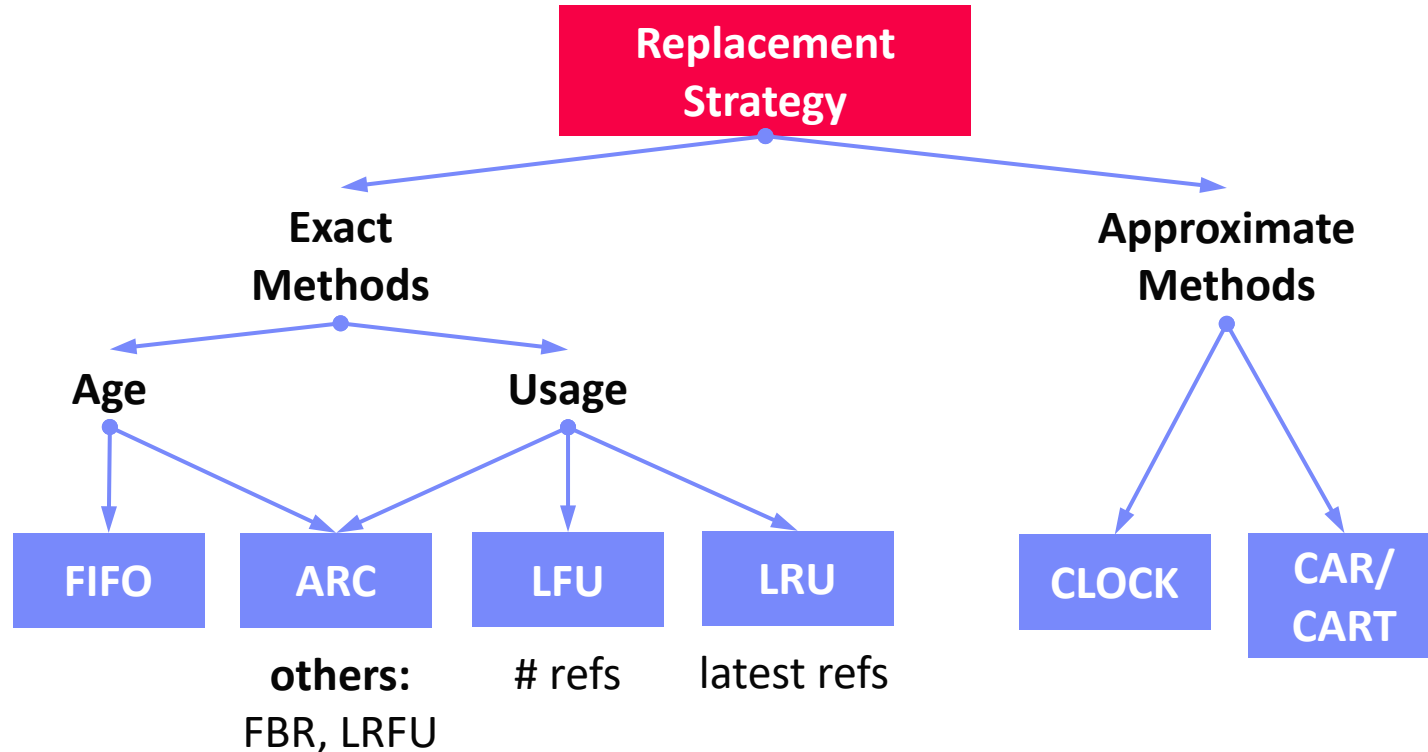 Replacement
Strategy
Exact
Methods
Approximate
Methods
Age
Usage
FIFO
ARC
LFU
LRU
CLOCK
CAR/
CART
others:
FBR, LRFU
# refs
latest refs